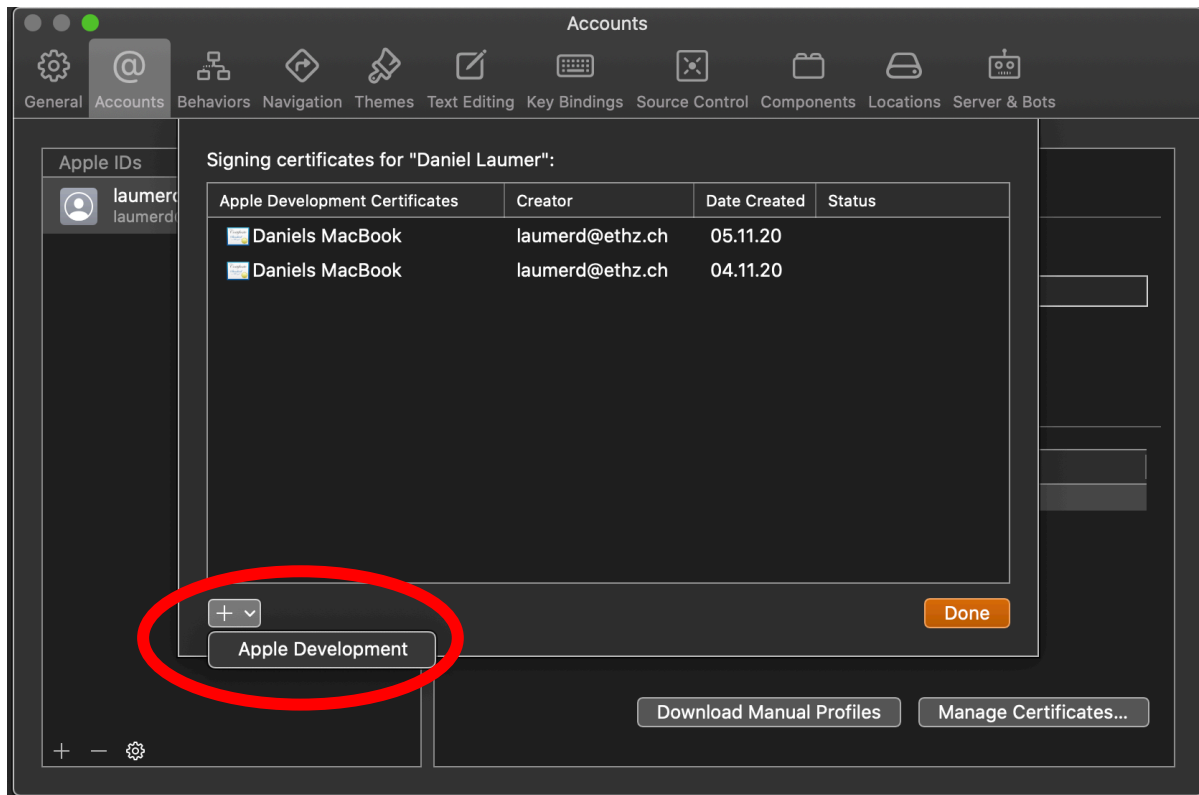 Accounts
General Accounts Behaviors Navigation Themes Text Editing Key Bindings Source Control Components Locations Server & Bots
Apple IDs
laumerd
laumerd
Signing certificates for "Daniel Laumer":
Apple Development Certificates Creator Date Created Status
Daniels MacBook laumerd@ethz.ch 05.11.20
Daniels MacBook laumerd@ethz.ch 04.11.20
Done
Apple Development
Download Manual Profiles Manage Certificates...